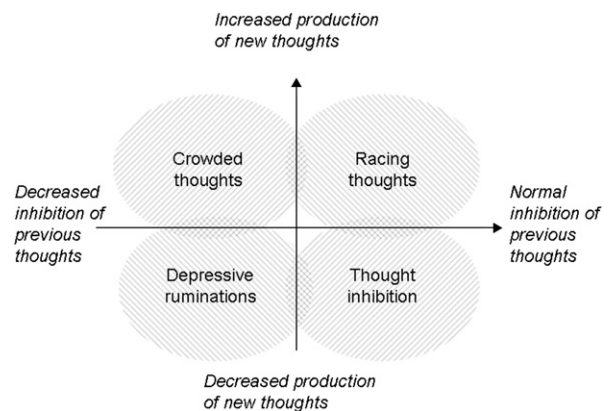 Increased production
of new thoughts
Crowded
thoughts
Racing
thoughts
Decreased
inhibition of
previous
thoughts
Normal
inhibition of
previous
thoughts
Depressive
ruminations
Thought
inhibition
Decreased production
of new thoughts